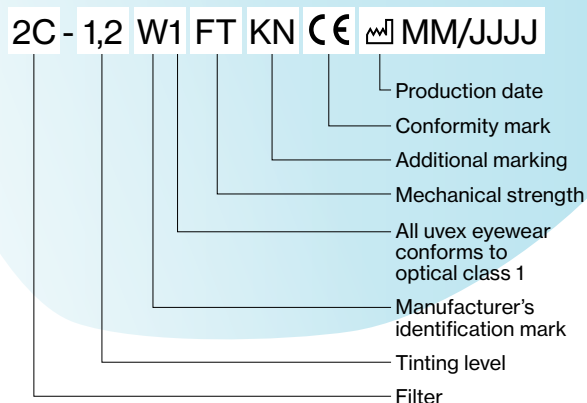 2C - 1,2 W1 FT KN CE MM/JJJJ
Production date
Conformity mark
Additional marking
Mechanical strength
All uvex eyewear
conforms to
optical class 1
Manufacturer's
identification mark
Tinting level
Filter